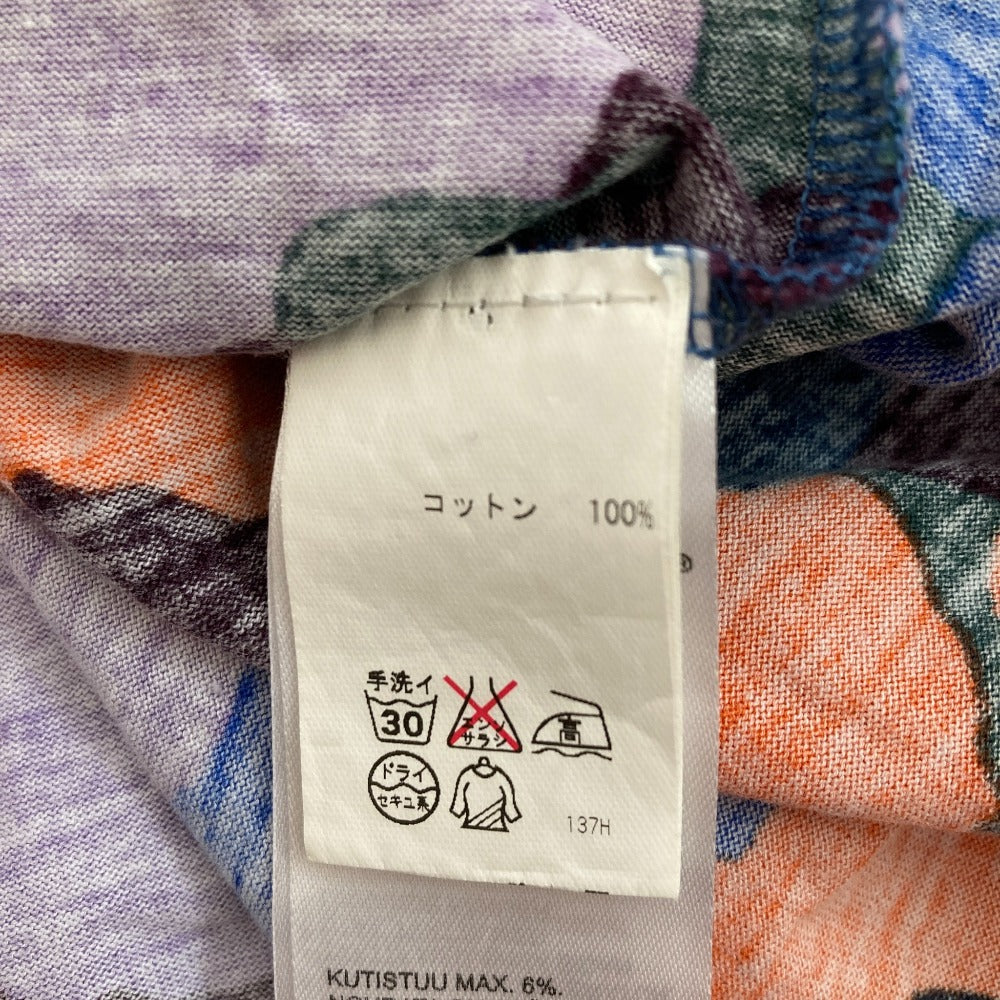 コットン 100%
®
手洗イ
30
エンソ
サラシ
高
ドライ
セキユ系
137H
KUTISTUU MAX. 6%.